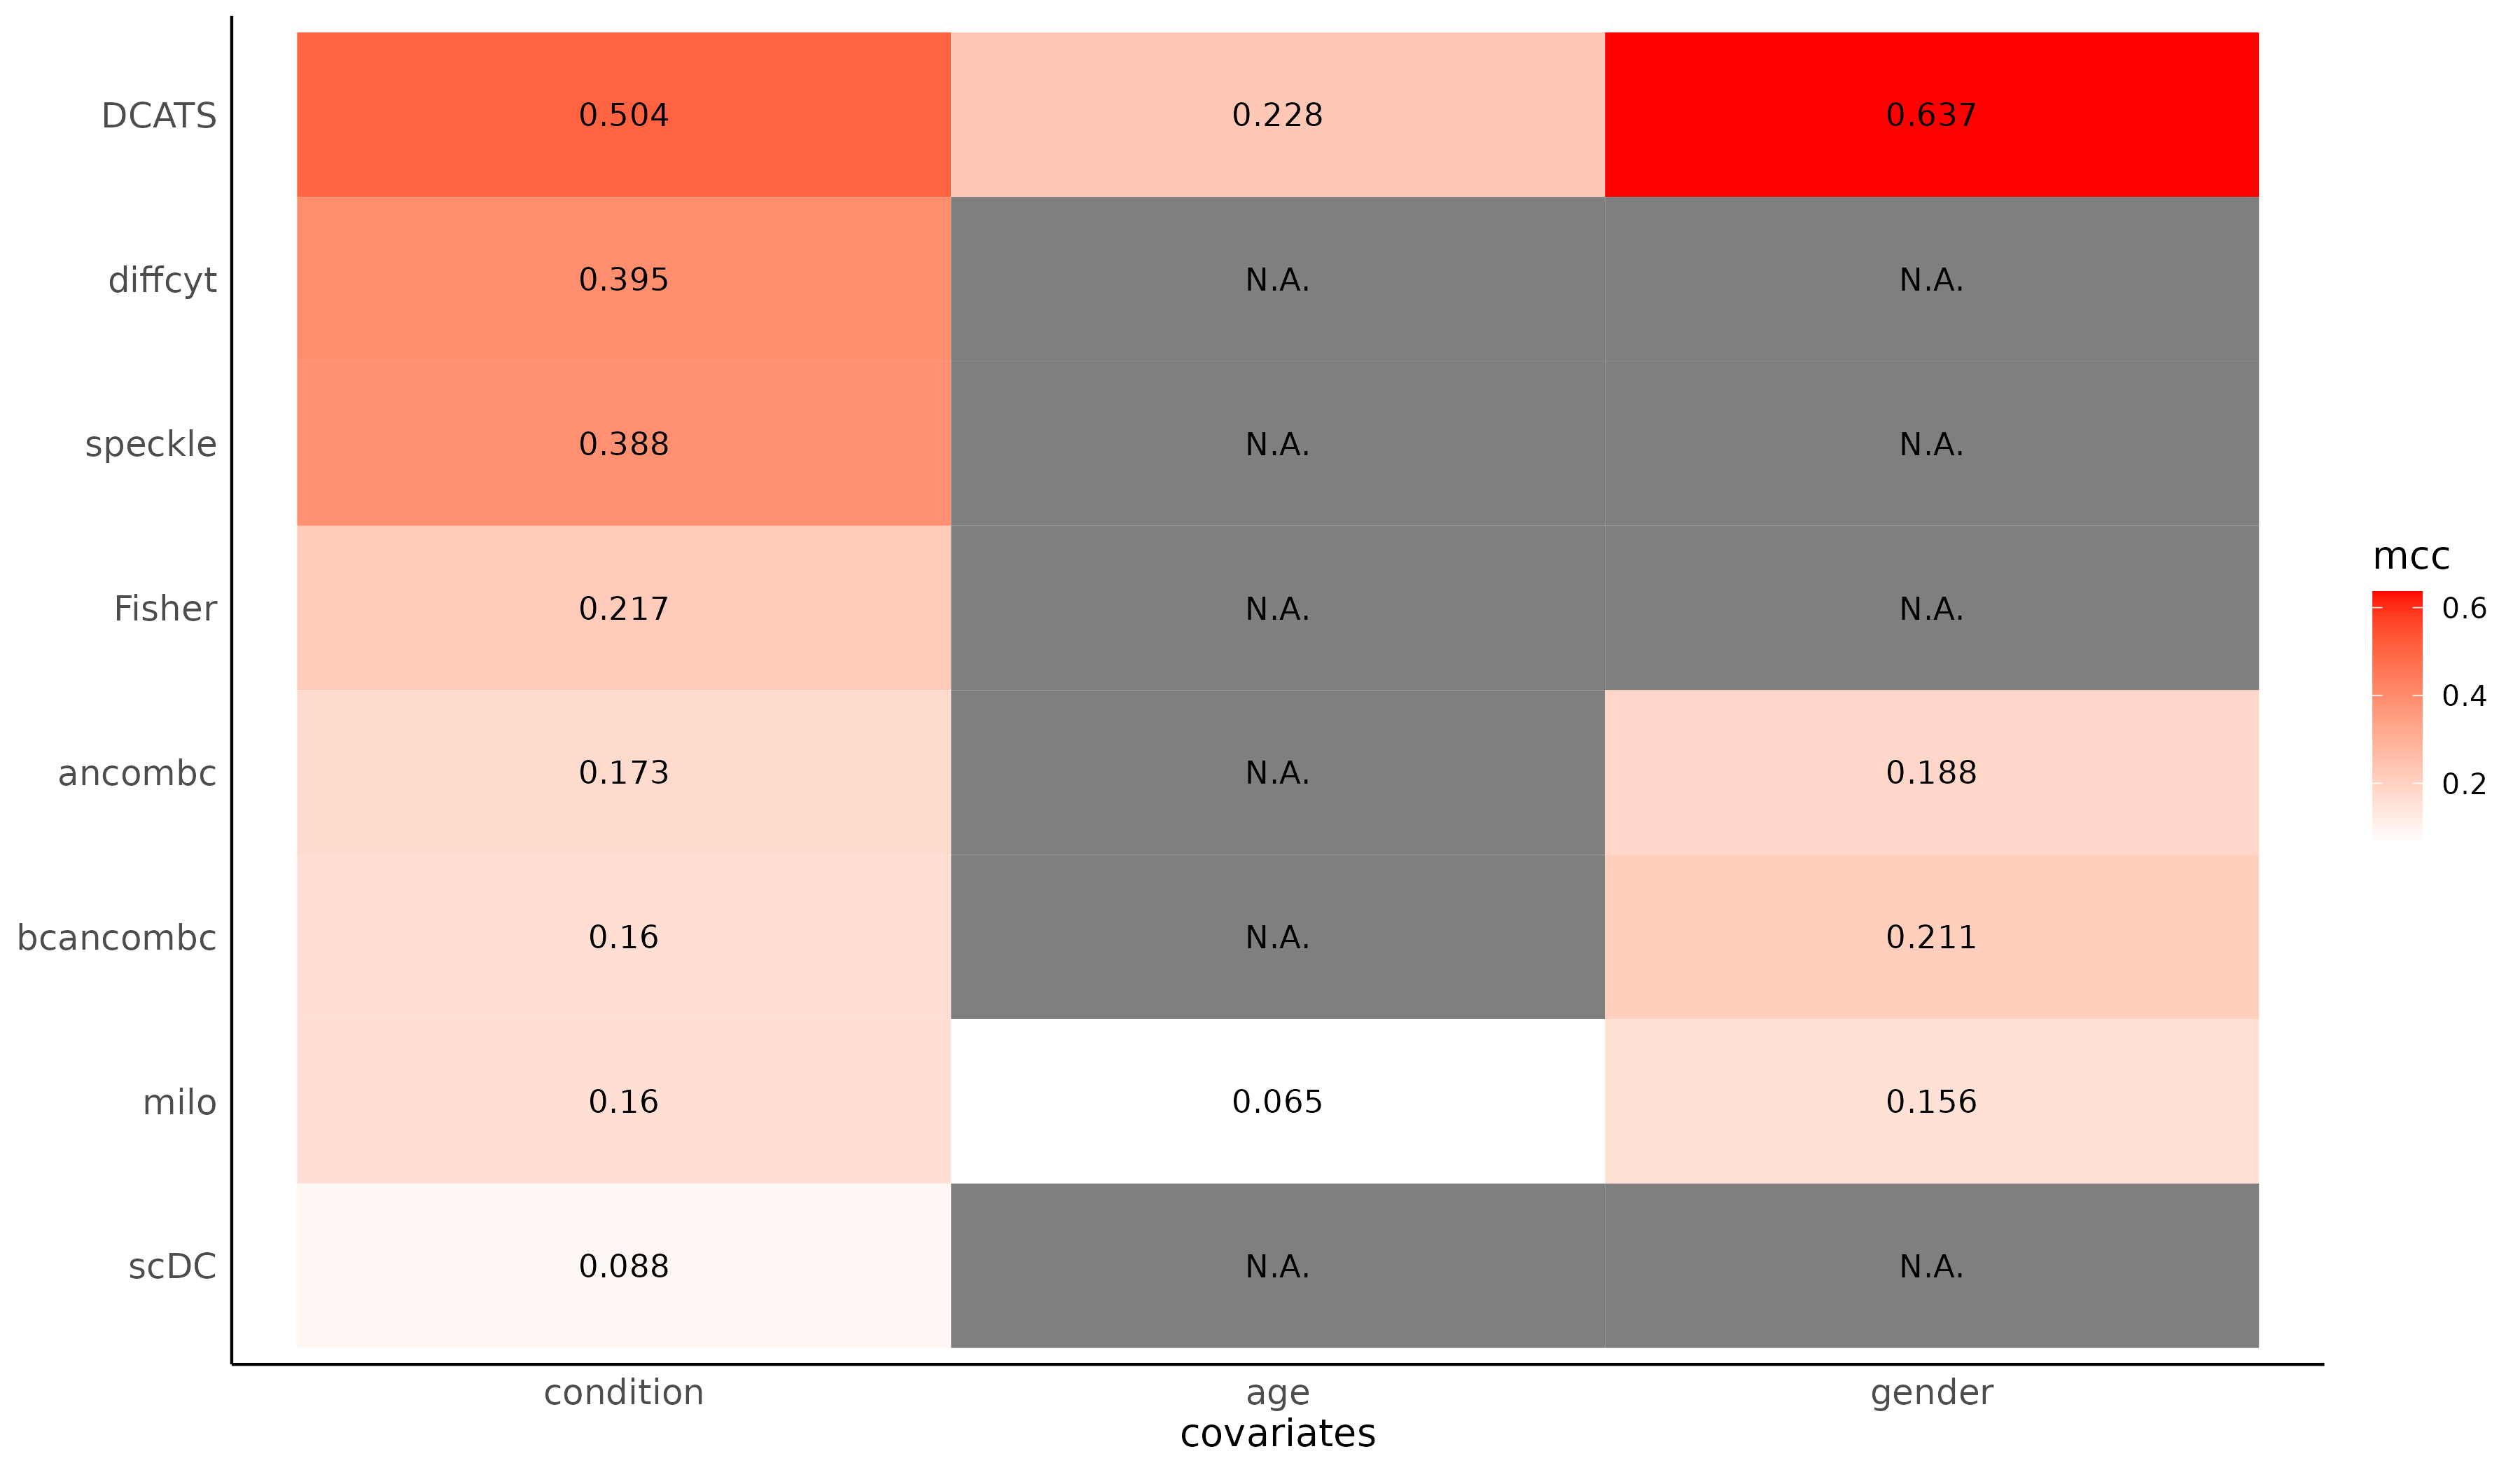 DCATS 0.504 0.228 0.637
diffcyt 0.395 N.A. N.A.
speckle 0.388 N.A. N.A.
Fisher 0.217 N.A. N.A.
ancombc 0.173 N.A. 0.188
bcancombc 0.16 N.A. 0.211
milo 0.16 0.065 0.156
scDC 0.088 N.A. N.A.
condition age gender
covariates
mcc
0.6
0.4
0.2